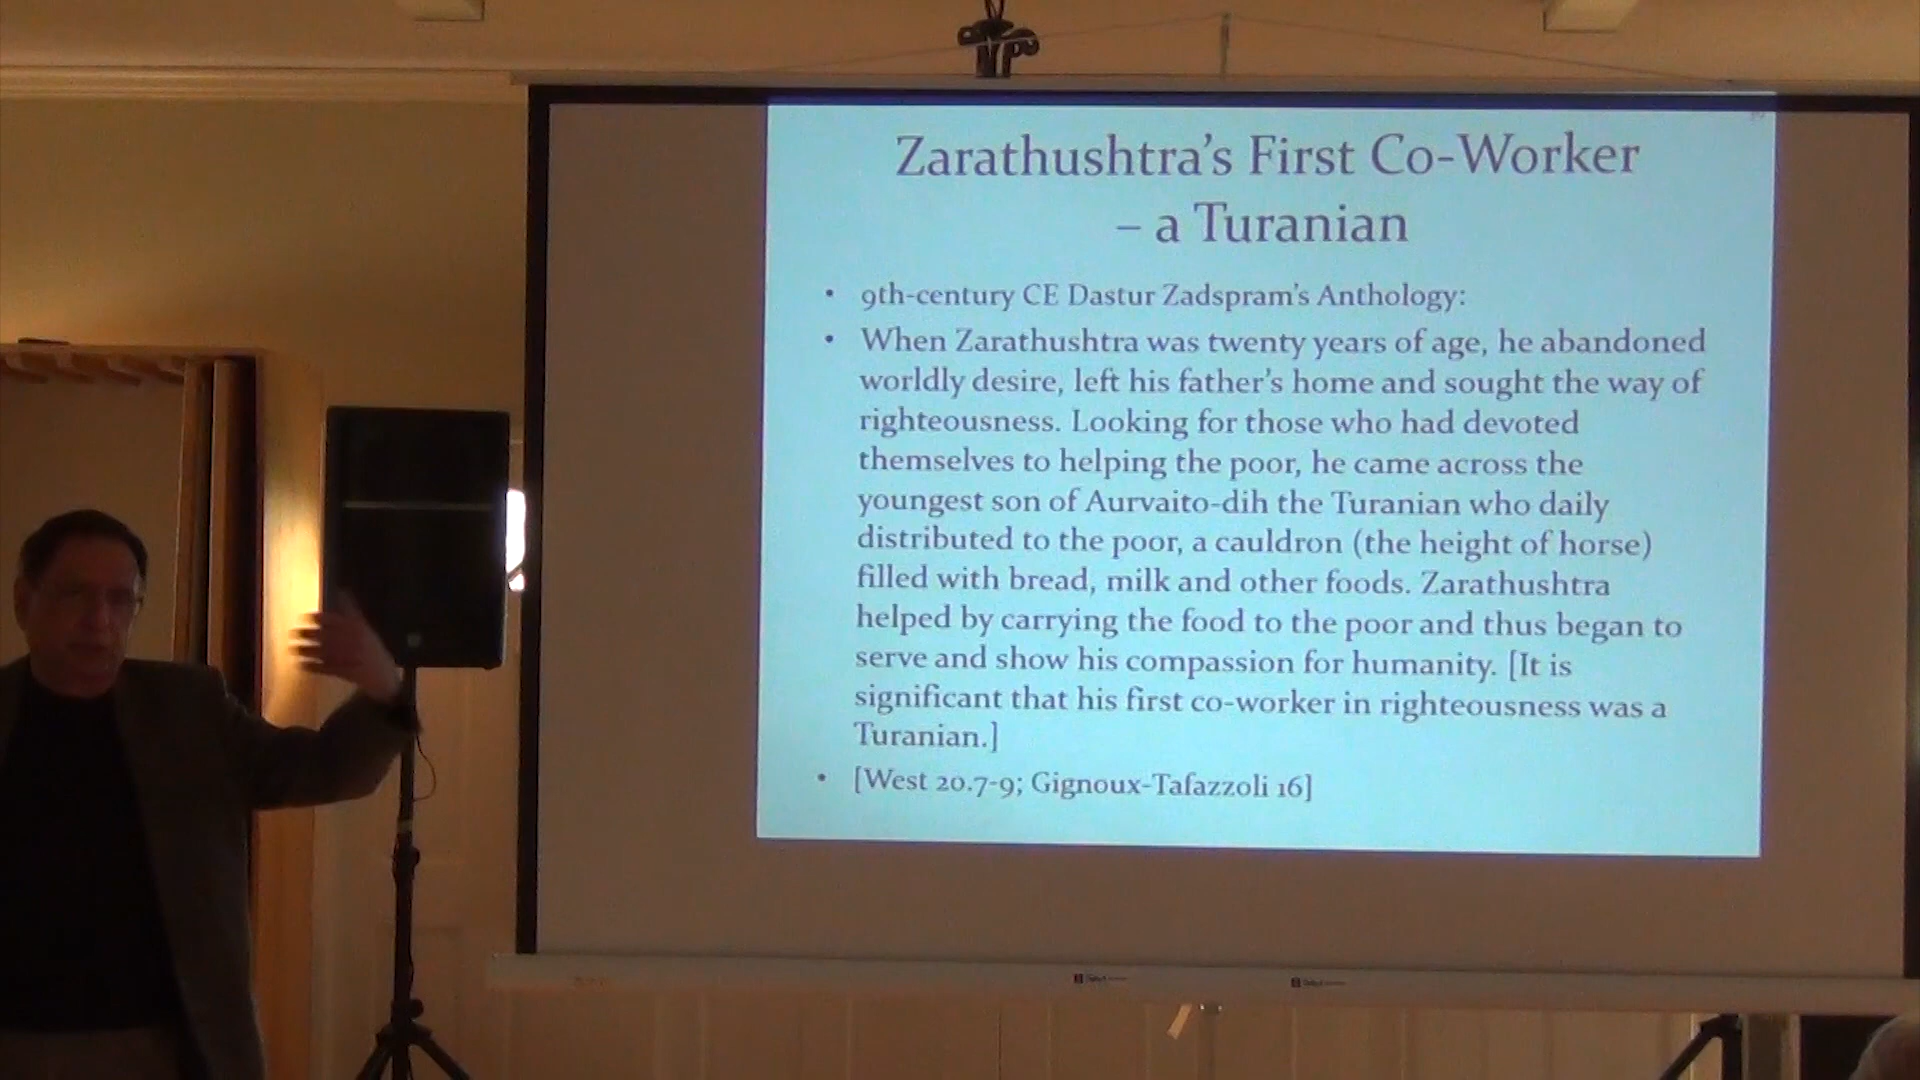 Zarathushtra's First Co-Worker
– a Turanian
• 9th-century CE Dastur Zadspram's Anthology:
• When Zarathushtra was twenty years of age, he abandoned
worldly desire, left his father's home and sought the way of
righteousness. Looking for those who had devoted
themselves to helping the poor, he came across the
youngest son of Aurvaito-dih the Turanian who daily
distributed to the poor, a cauldron (the height of horse)
filled with bread, milk and other foods. Zarathushtra
helped by carrying the food to the poor and thus began to
serve and show his compassion for humanity. [It is
significant that his first co-worker in righteousness was a
Turanian.]
• [West 20.7-9; Gignoux-Tafazzoli 16]